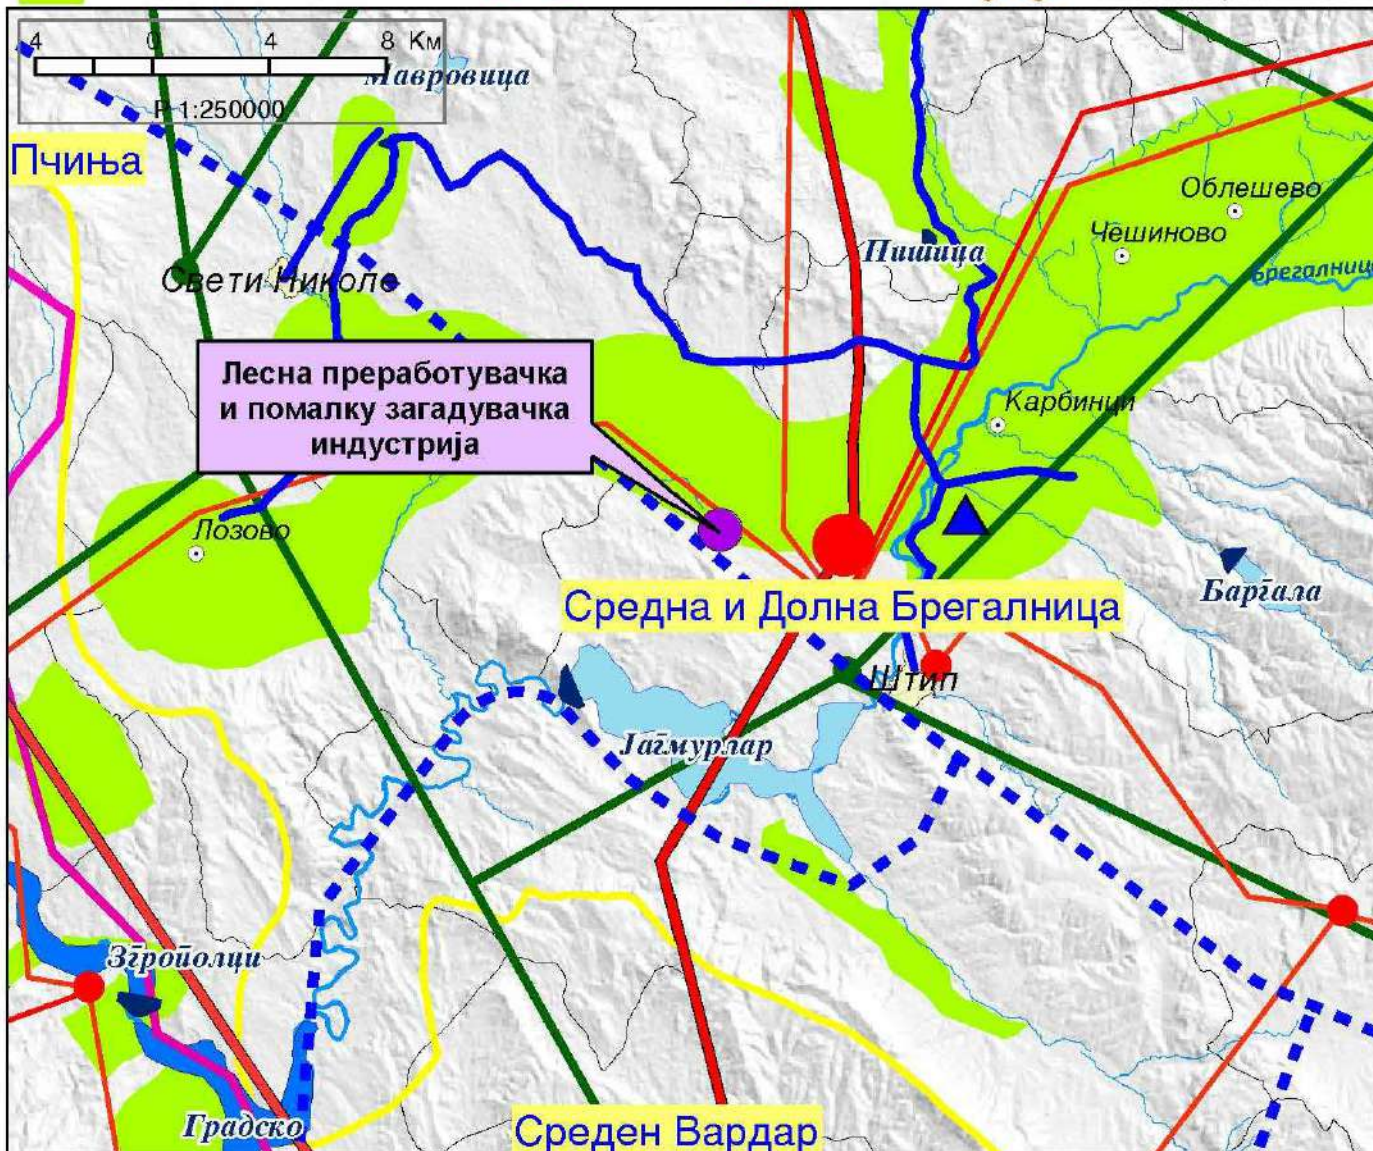 4 0 4 8 Км
Мавровица
Р 1:250000
Пчиња
Облешево
Чешиново
Пишица
Брегалница
Свети Николе
Лесна преработувачка
и помалку загадувачка
индустрија
Карбинци
Лозово
Баргала
Средна и Долна Брегалница
Штип
Јагмурлар
Згрополци
Градско
Среден Вардар